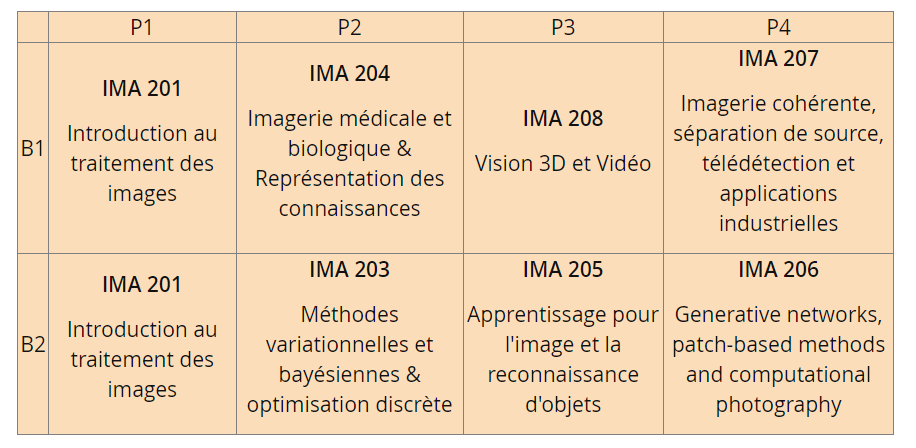 P1 P2 P3 P4
B1
IMA 201
Introduction au
traitement des
images
IMA 204
Imagerie médicale et
biologique &
Représentation des
connaissances
IMA 208
Vision 3D et Vidéo
IMA 207
Imagerie cohérente,
séparation de source,
télédétection et
applications
industrielles
B2
IMA 201
Introduction au
traitement des
images
IMA 203
Méthodes
variationnelles et
bayésiennes &
optimisation discrète
IMA 205
Apprentissage pour
l'image et la
reconnaissance
d'objets
IMA 206
Generative networks,
patch-based methods
and computational
photography